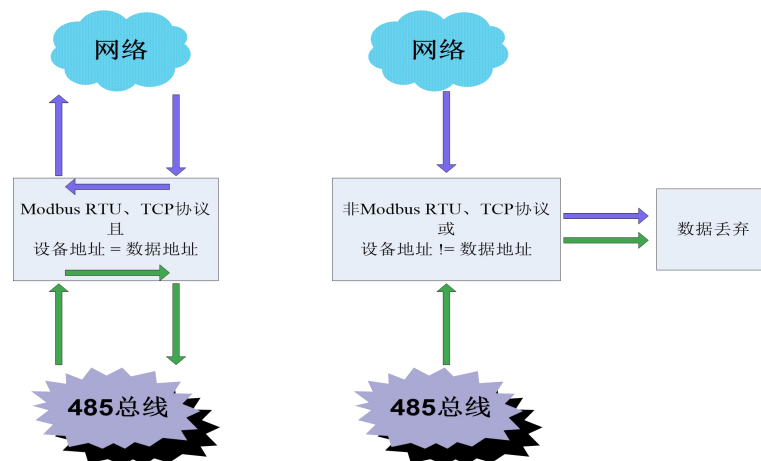 网络
Modbus RTU、TCP协议
且
设备地址 = 数据地址
485总线
网络
非Modbus RTU、TCP协议
或
设备地址 != 数据地址
数据丢弃
485总线